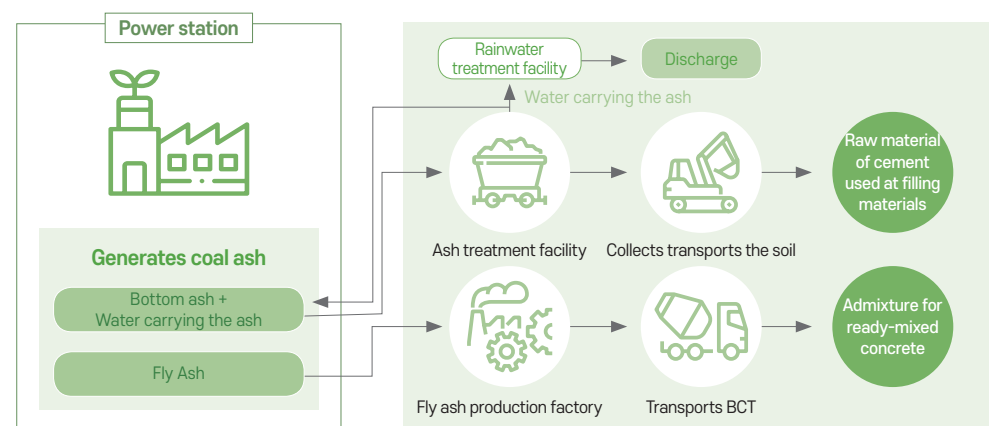 Power station
Generates coal ash
Bottom ash +
Water carrying the ash
Fly Ash
Rainwater
treatment facility
Discharge
Water carrying the ash
Ash treatment facility
Collects transports the soil
Raw material
of cement
used at filling
materials
Fly ash production factory
Transports BCT
Admixture for
ready-mixed
concrete